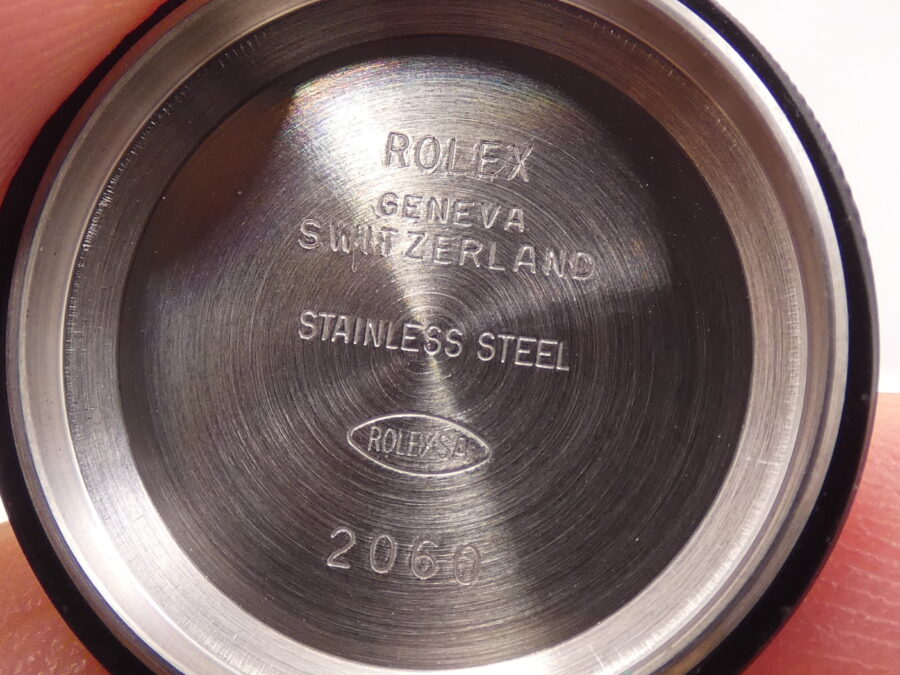 ROLEX
GENEVA
SWITZERLAND
STAINLESS STEEL
ROLEX·SA
2060